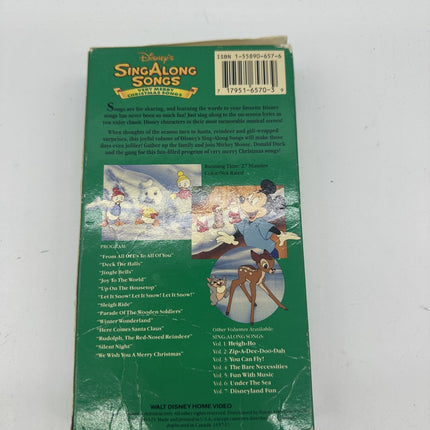 DISNEY'S
SING ALONG
SONGS
VERY MERRY
CHRISTMAS SONGS
ISBN 1-55890-657-6
7 17951-6570-3 9
Songs are for sharing, and learning the words to your favorite Disney
songs has never been so much fun! Just sing along to the on-screen lyrics as
you enjoy classic Disney characters in their most memorable musical scenes!
When thoughts of the season turn to Santa, reindeer and gift-wrapped
surprises, this joyful volume of Disney's Sing-Along Songs will make those
days even jollier! Gather up the family and join Mickey Mouse, Donald Duck
and the gang for this fun-filled program of very merry Christmas songs!
Running Time: 27 Minutes
Color/Not Rated
PROGRAM
"From All Of Us To All Of You"
"Deck The Halls"
"Jingle Bells"
"Joy To The World"
"Up On The Housetop"
"Let It Snow! Let It Snow! Let It Snow!"
"Sleigh Ride"
"Parade Of The Wooden Soldiers"
"Winter Wonderland"
"Here Comes Santa Claus"
"Rudolph, The Red-Nosed Reindeer"
"Silent Night"
"We Wish You A Merry Christmas"
Other Volumes Available
SING-ALONG SONGS
Vol. 1 Heigh-Ho
Vol. 2 Zip-A-Dee-Doo-Dah
Vol. 3 You Can Fly!
Vol. 4 The Bare Necessities
Vol. 5 Fun With Music
Vol. 6 Under The Sea
Vol. 7 Disneyland Fun
WALT DISNEY HOME VIDEO